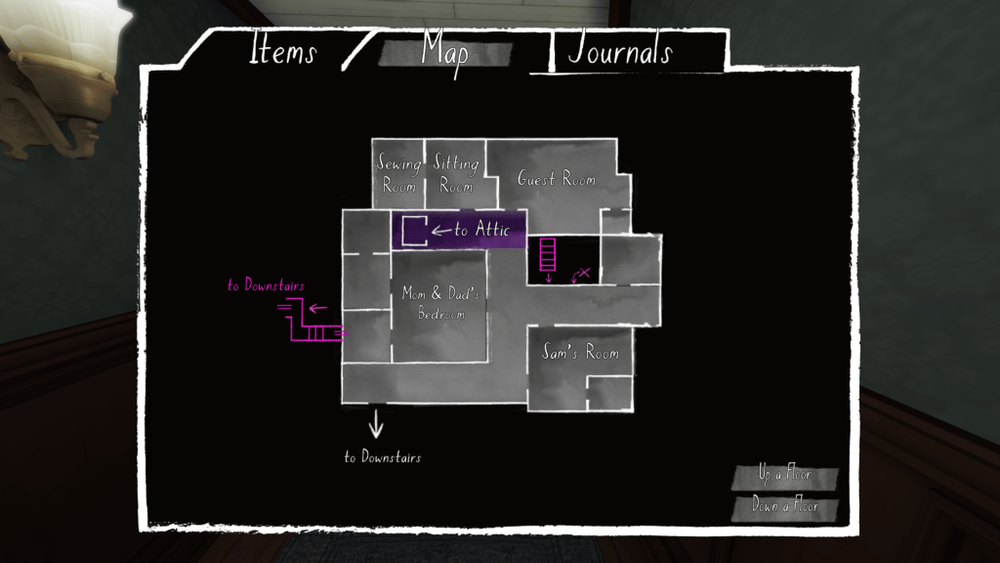 Items
Map
Journals
Sewing
Room
Sitting
Room
Guest Room
to Attic
to Downstairs
Mom & Dad's
Bedroom
Sam's Room
to Downstairs
Up a Floor
Down a Floor